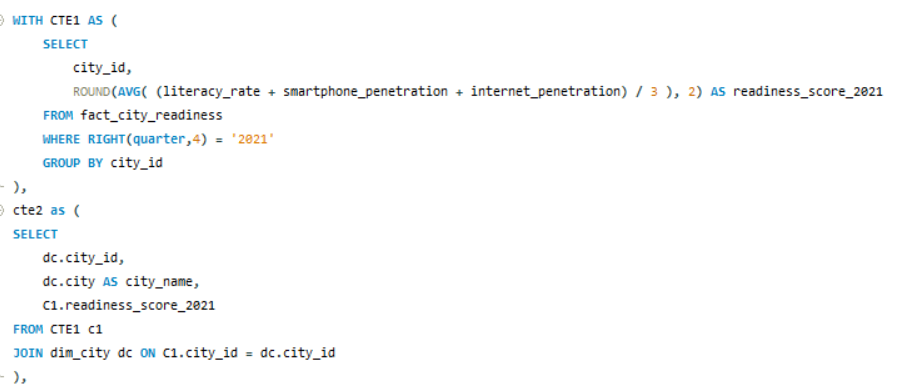 WITH CTE1 AS (
SELECT
city_id,
ROUND(AVG( (literacy_rate + smartphone_penetration + internet_penetration) / 3 ), 2) AS readiness_score_2021
FROM fact_city_readiness
WHERE RIGHT(quarter,4) = '2021'
GROUP BY city_id
),
cte2 as (
SELECT
dc.city_id,
dc.city AS city_name,
C1.readiness_score_2021
FROM CTE1 c1
JOIN dim_city dc ON C1.city_id = dc.city_id
),